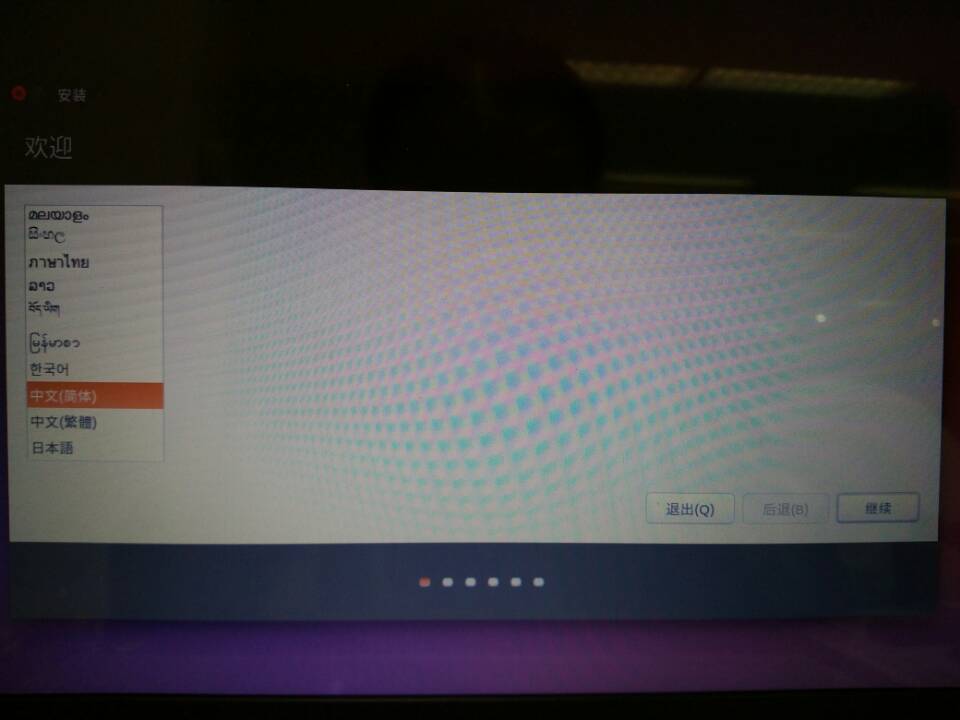 安装
欢迎
മലയാളം
සිංහල
ภาษาไทย
ລາວ
བོད་ཡིག
မြန်မာစာ
한국어
中文(简体)
中文(繁體)
日本語
退出(Q)
后退(B)
继续